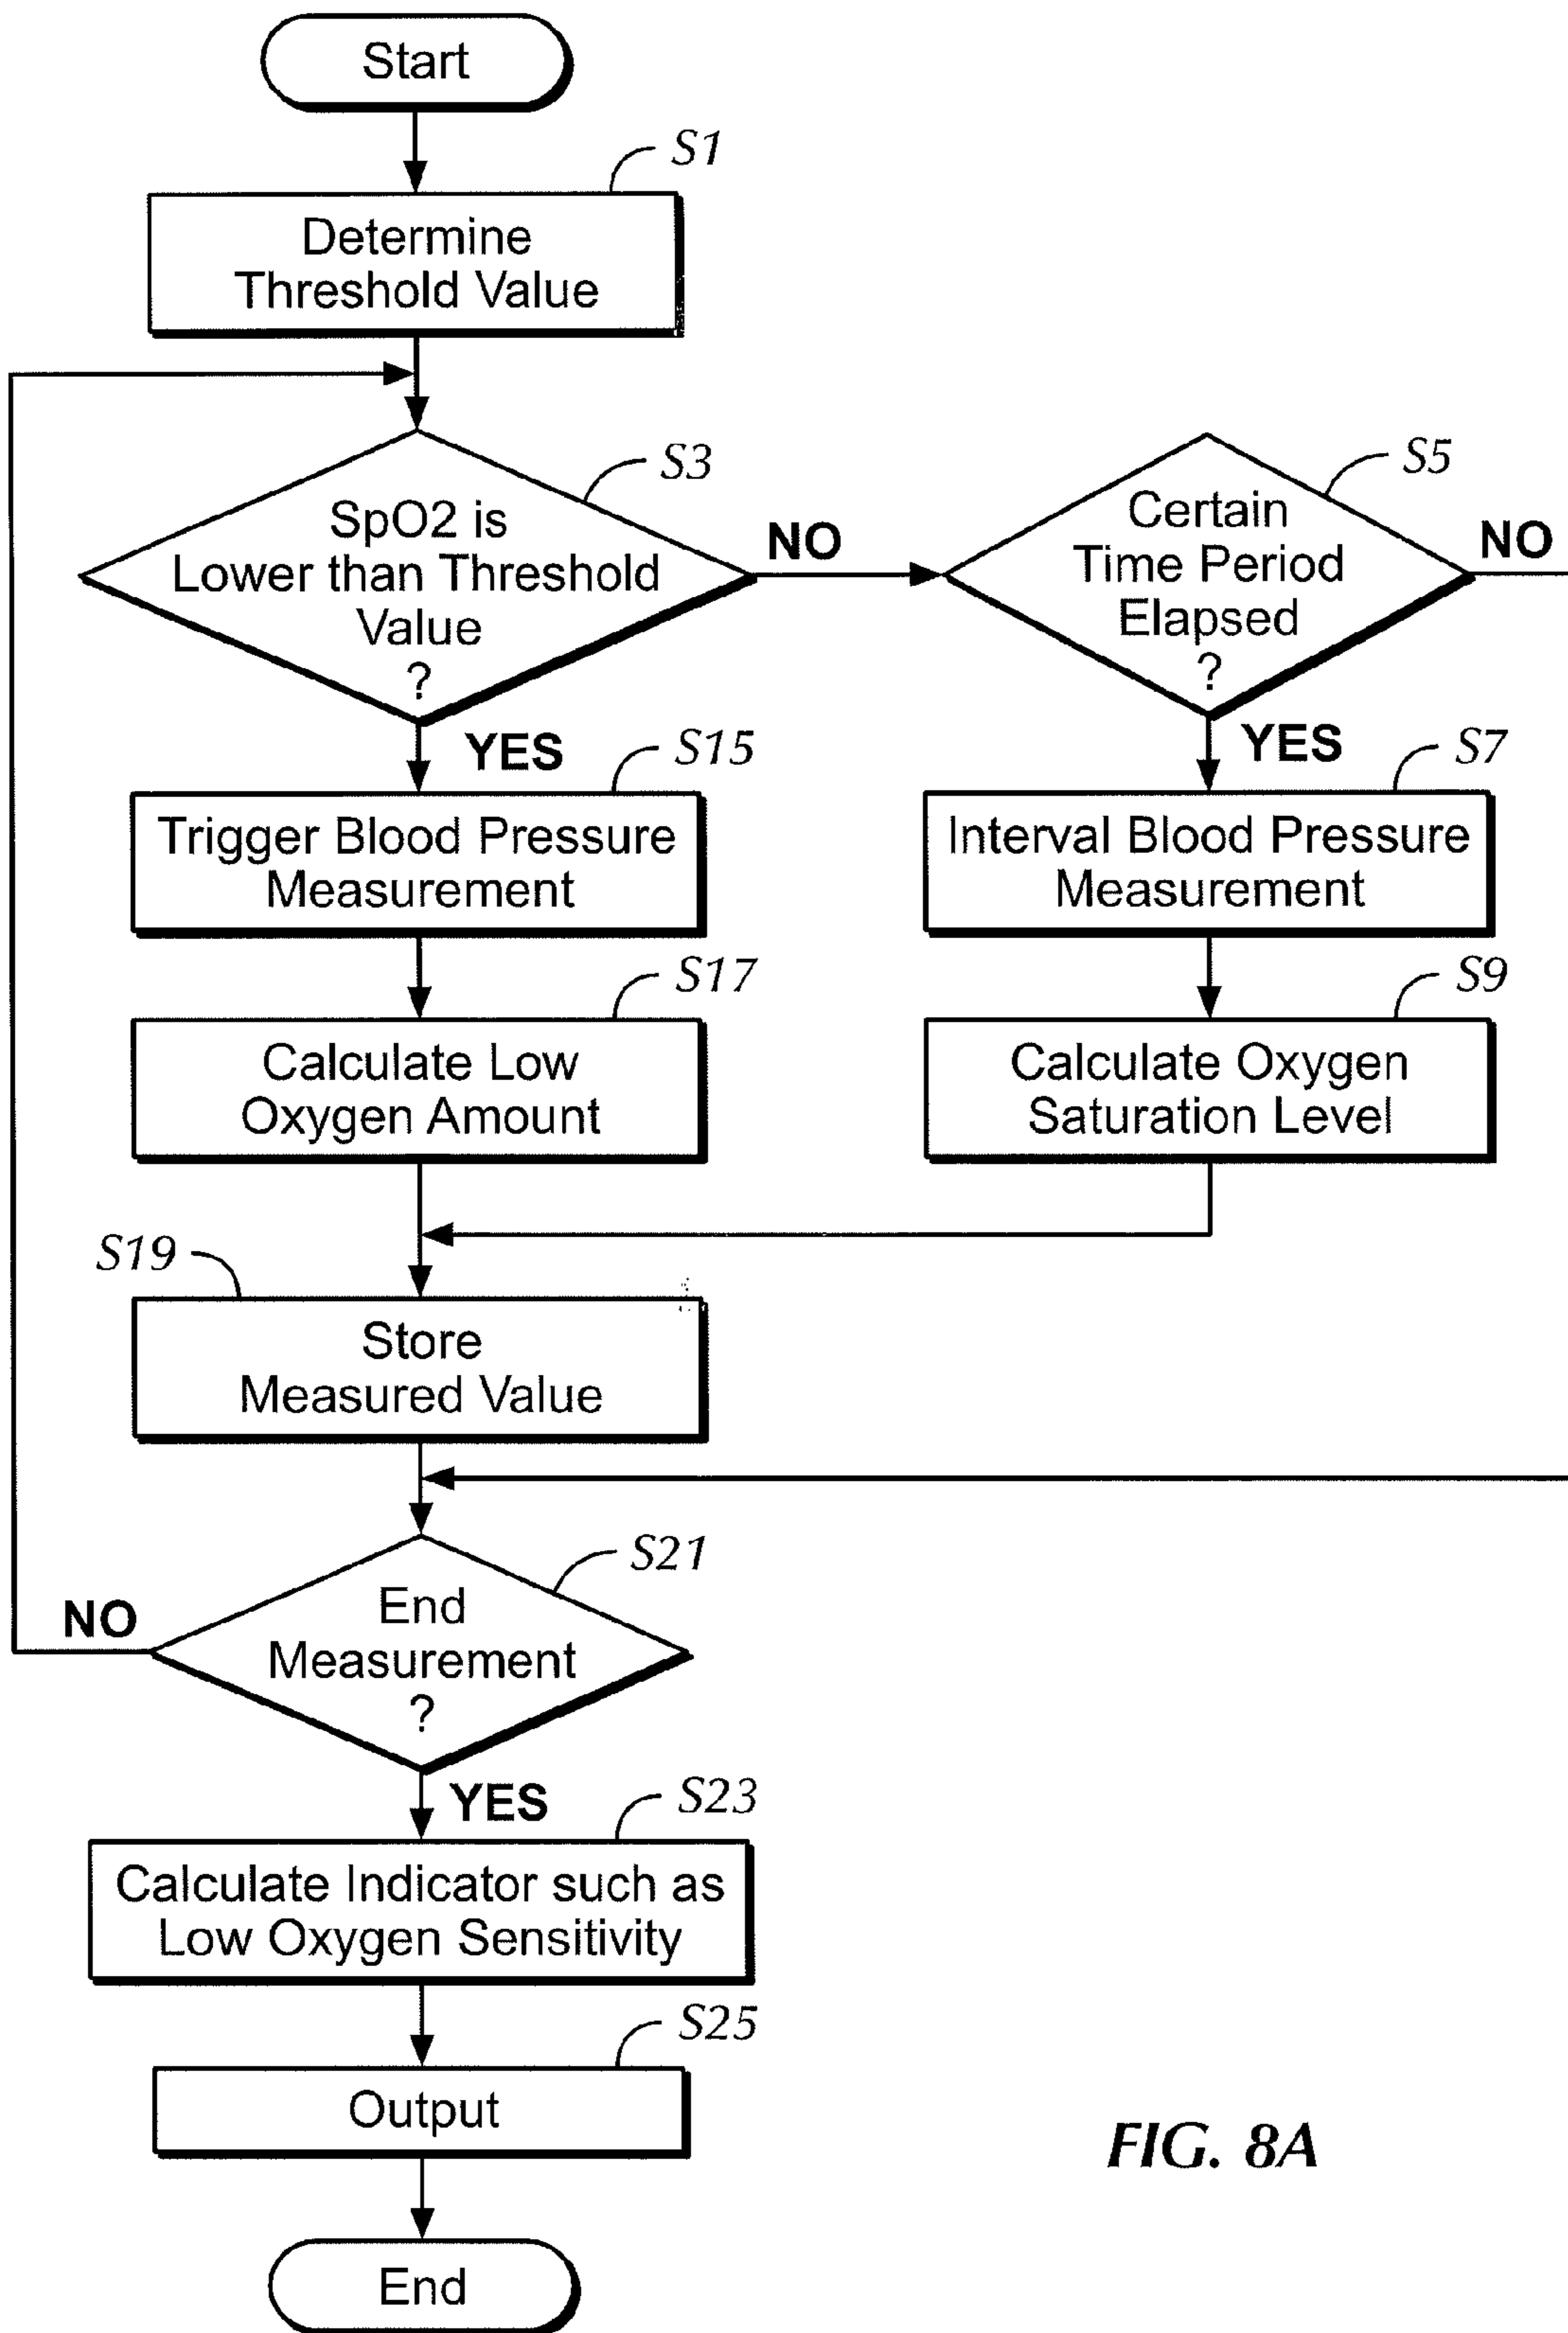 Start
S1
Determine
Threshold Value
S3
SpO2 is
Lower than Threshold
Value
?
NO
S5
Certain
Time Period
Elapsed
?
NO
YES
S15
Trigger Blood Pressure
Measurement
YES
S7
Interval Blood Pressure
Measurement
S17
Calculate Low
Oxygen Amount
S9
Calculate Oxygen
Saturation Level
S19
Store
Measured Value
S21
End
Measurement
?
NO
YES
S23
Calculate Indicator such as
Low Oxygen Sensitivity
S25
Output
End
FIG. 8A